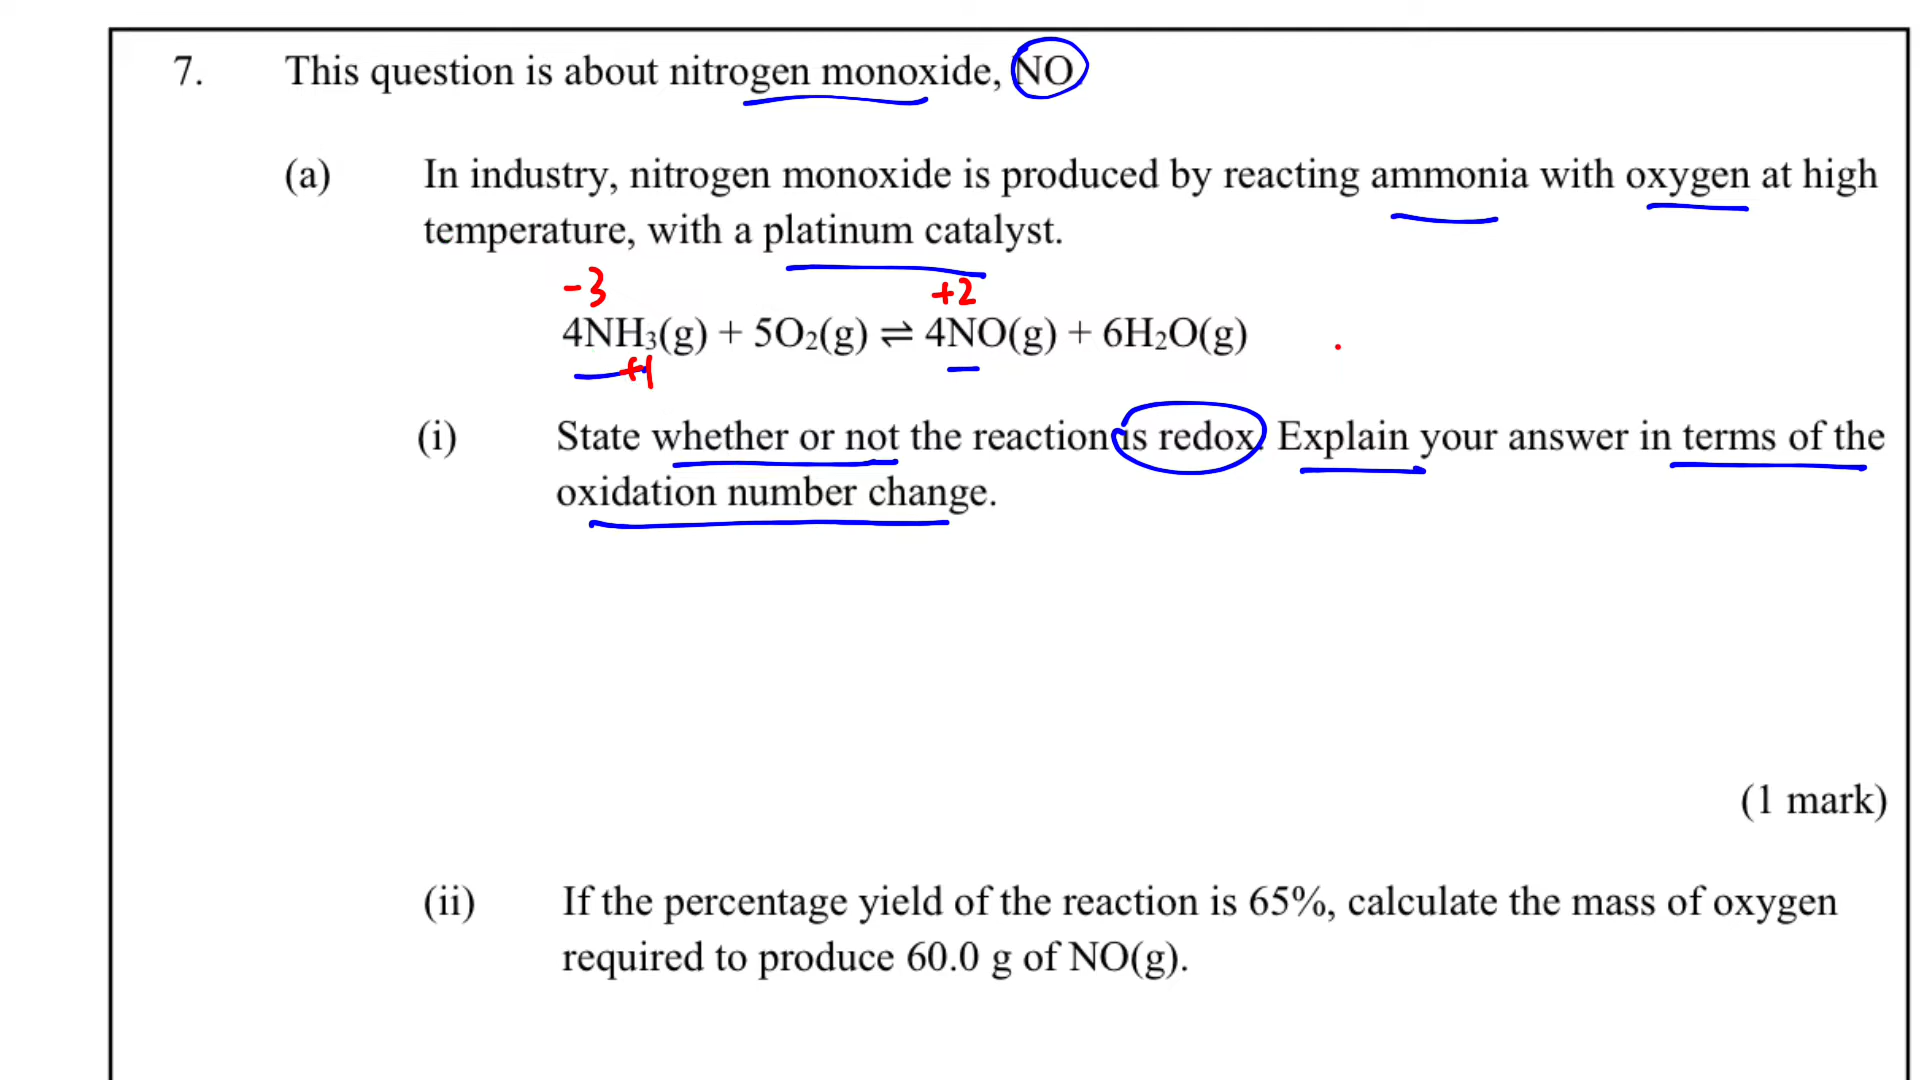 7. This question is about nitrogen monoxide, NO
(a) In industry, nitrogen monoxide is produced by reacting ammonia with oxygen at high
temperature, with a platinum catalyst.
-3 +2
4NH₃(g) + 5O₂(g) ⇌ 4NO(g) + 6H₂O(g)
+1
(i) State whether or not the reaction is redox. Explain your answer in terms of the
oxidation number change.
(1 mark)
(ii) If the percentage yield of the reaction is 65%, calculate the mass of oxygen
required to produce 60.0 g of NO(g).